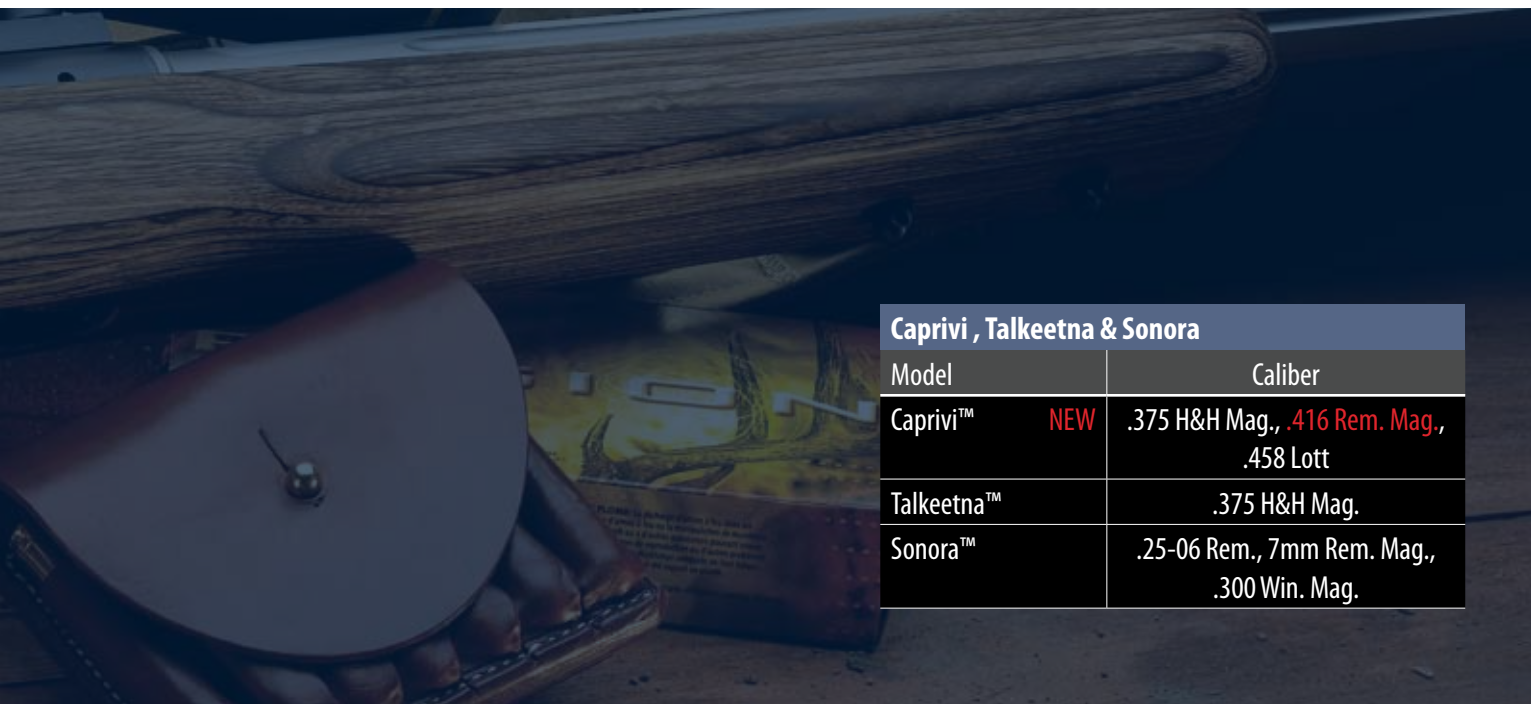 Caprivi , Talkeetna & Sonora
Model Caliber
Caprivi™ NEW .375 H&H Mag., .416 Rem. Mag.,
.458 Lott
Talkeetna™ .375 H&H Mag.
Sonora™ .25-06 Rem., 7mm Rem. Mag.,
.300 Win. Mag.